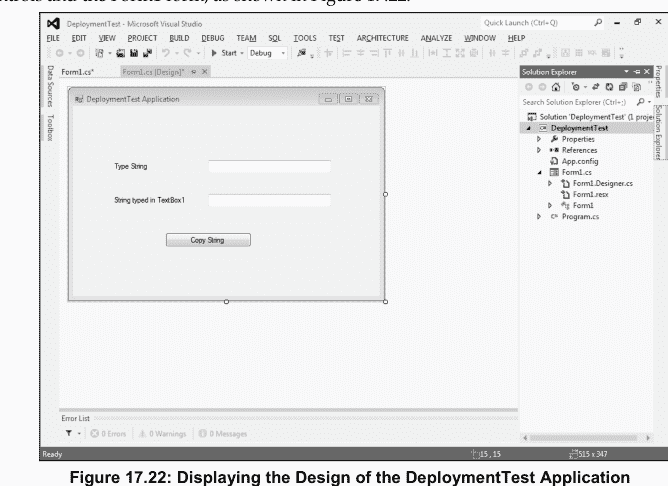 DeploymentTest - Microsoft Visual Studio
Quick Launch (Ctrl+Q)
FILE EDIT VIEW PROJECT BUILD DEBUG TEAM SQL TOOLS TEST ARCHITECTURE ANALYZE WINDOW HELP
Start Debug
Data Sources
Toolbox
Form1.cs*
Form1.cs [Design]*
DeploymentTest Application
Type String
String typed in TextBox1
Copy String
Solution Explorer
Search Solution Explorer (Ctrl+;)
Solution 'DeploymentTest' (1 proje
DeploymentTest
Properties
References
App.config
Form1.cs
Form1.Designer.cs
Form1.resx
Form1
C# Program.cs
Properties
Solution Explorer
Error List
0 Errors 0 Warnings 0 Messages
Ready
15 , 15
515 x 347
Figure 17.22: Displaying the Design of the DeploymentTest Application